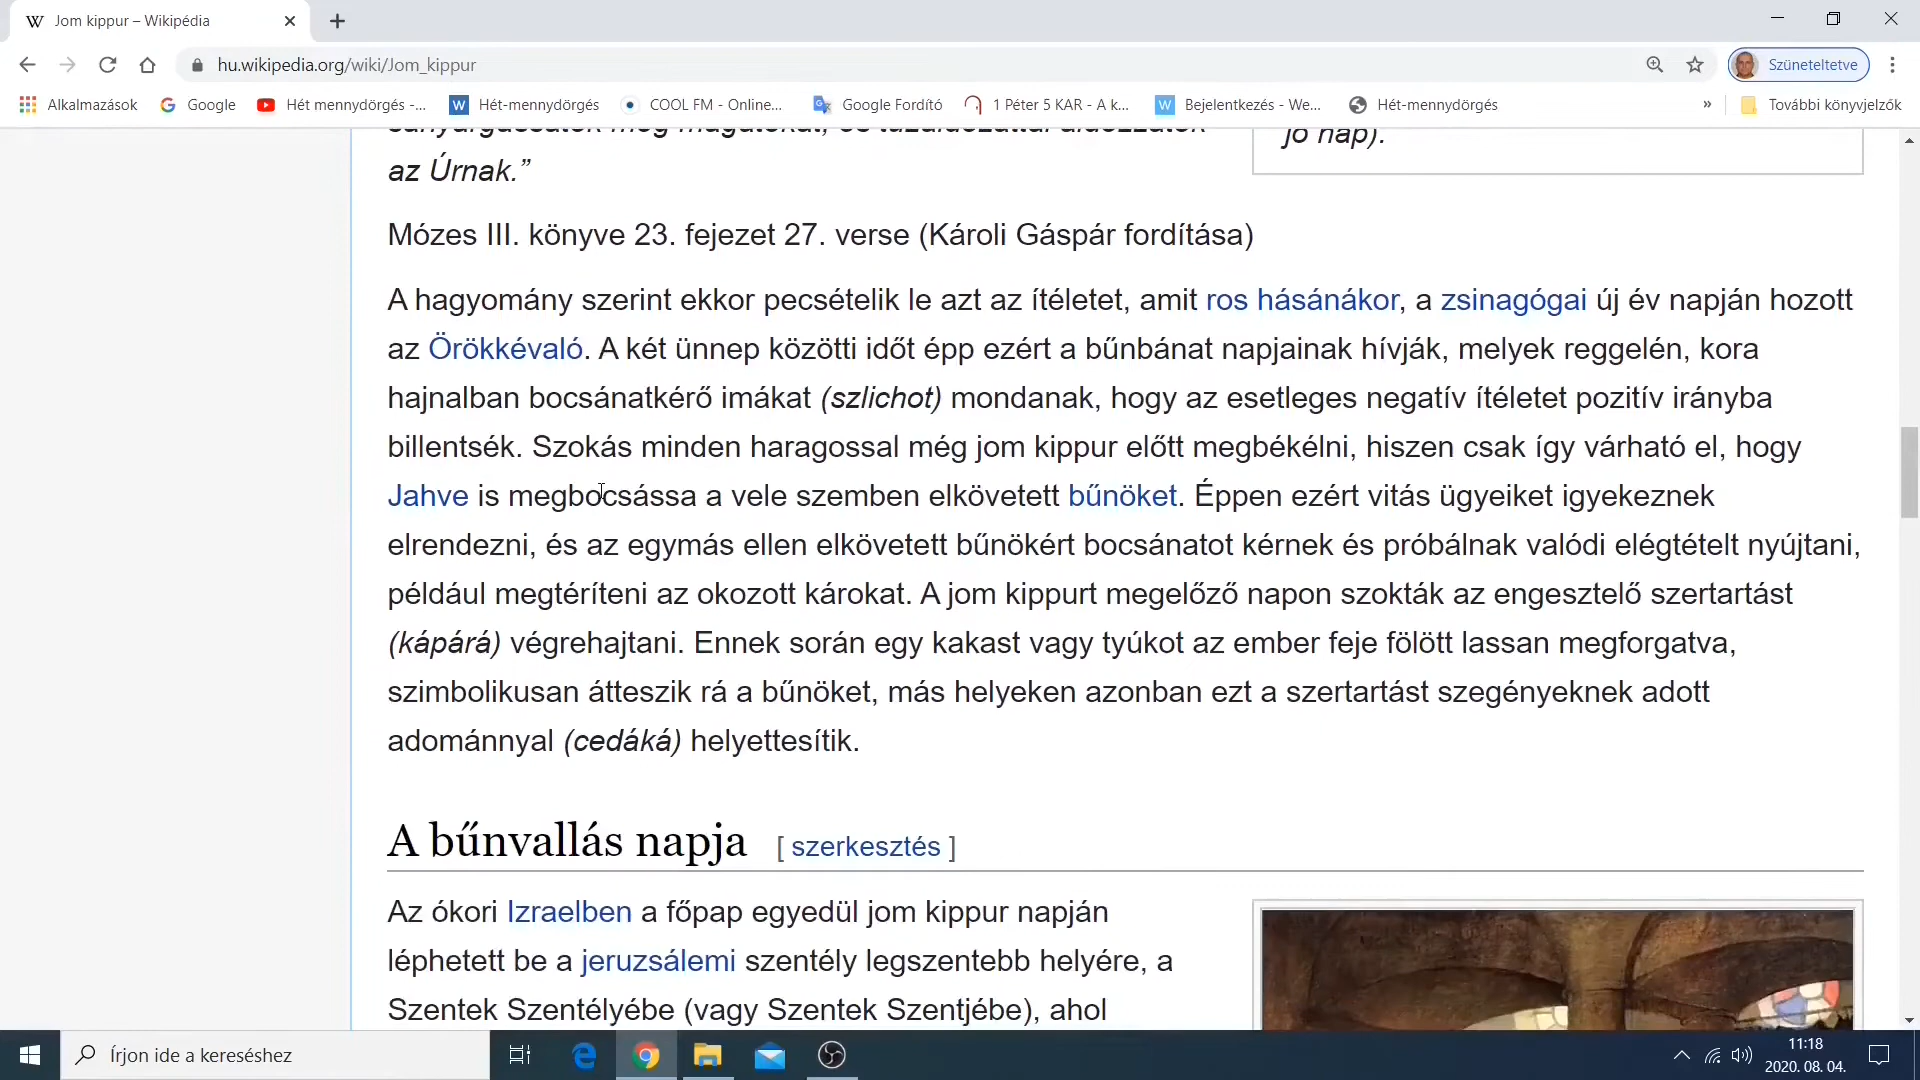 Jom kippur – Wikipédia
hu.wikipedia.org/wiki/Jom_kippur
Szüneteltetve
Alkalmazások Google Hét mennydörgés -... Hét-mennydörgés COOL FM - Online... Google Fordító 1 Péter 5 KAR - A k... Bejelentkezés - We... Hét-mennydörgés » További könyvjelzők
jó nap).
az Úrnak.”
Mózes III. könyve 23. fejezet 27. verse (Károli Gáspár fordítása)
A hagyomány szerint ekkor pecsételik le azt az ítéletet, amit ros hásánákor, a zsinagógai új év napján hozott
az Örökkévaló. A két ünnep közötti időt épp ezért a bűnbánat napjainak hívják, melyek reggelén, kora
hajnalban bocsánatkérő imákat (szlichot) mondanak, hogy az esetleges negatív ítéletet pozitív irányba
billentsék. Szokás minden haragossal még jom kippur előtt megbékélni, hiszen csak így várható el, hogy
Jahve is megbocsássa a vele szemben elkövetett bűnöket. Éppen ezért vitás ügyeiket igyekeznek
elrendezni, és az egymás ellen elkövetett bűnökért bocsánatot kérnek és próbálnak valódi elégtételt nyújtani,
például megtéríteni az okozott károkat. A jom kippurt megelőző napon szokták az engesztelő szertartást
(kápárá) végrehajtani. Ennek során egy kakast vagy tyúkot az ember feje fölött lassan megforgatva,
szimbolikusan átteszik rá a bűnöket, más helyeken azonban ezt a szertartást szegényeknek adott
adománnyal (cedáká) helyettesítik.
A bűnvallás napja [ szerkesztés ]
Az ókori Izraelben a főpap egyedül jom kippur napján
léphetett be a jeruzsálemi szentély legszentebb helyére, a
Szentek Szentélyébe (vagy Szentek Szentjébe), ahol
Írjon ide a kereséshez
11:18
2020. 08. 04.